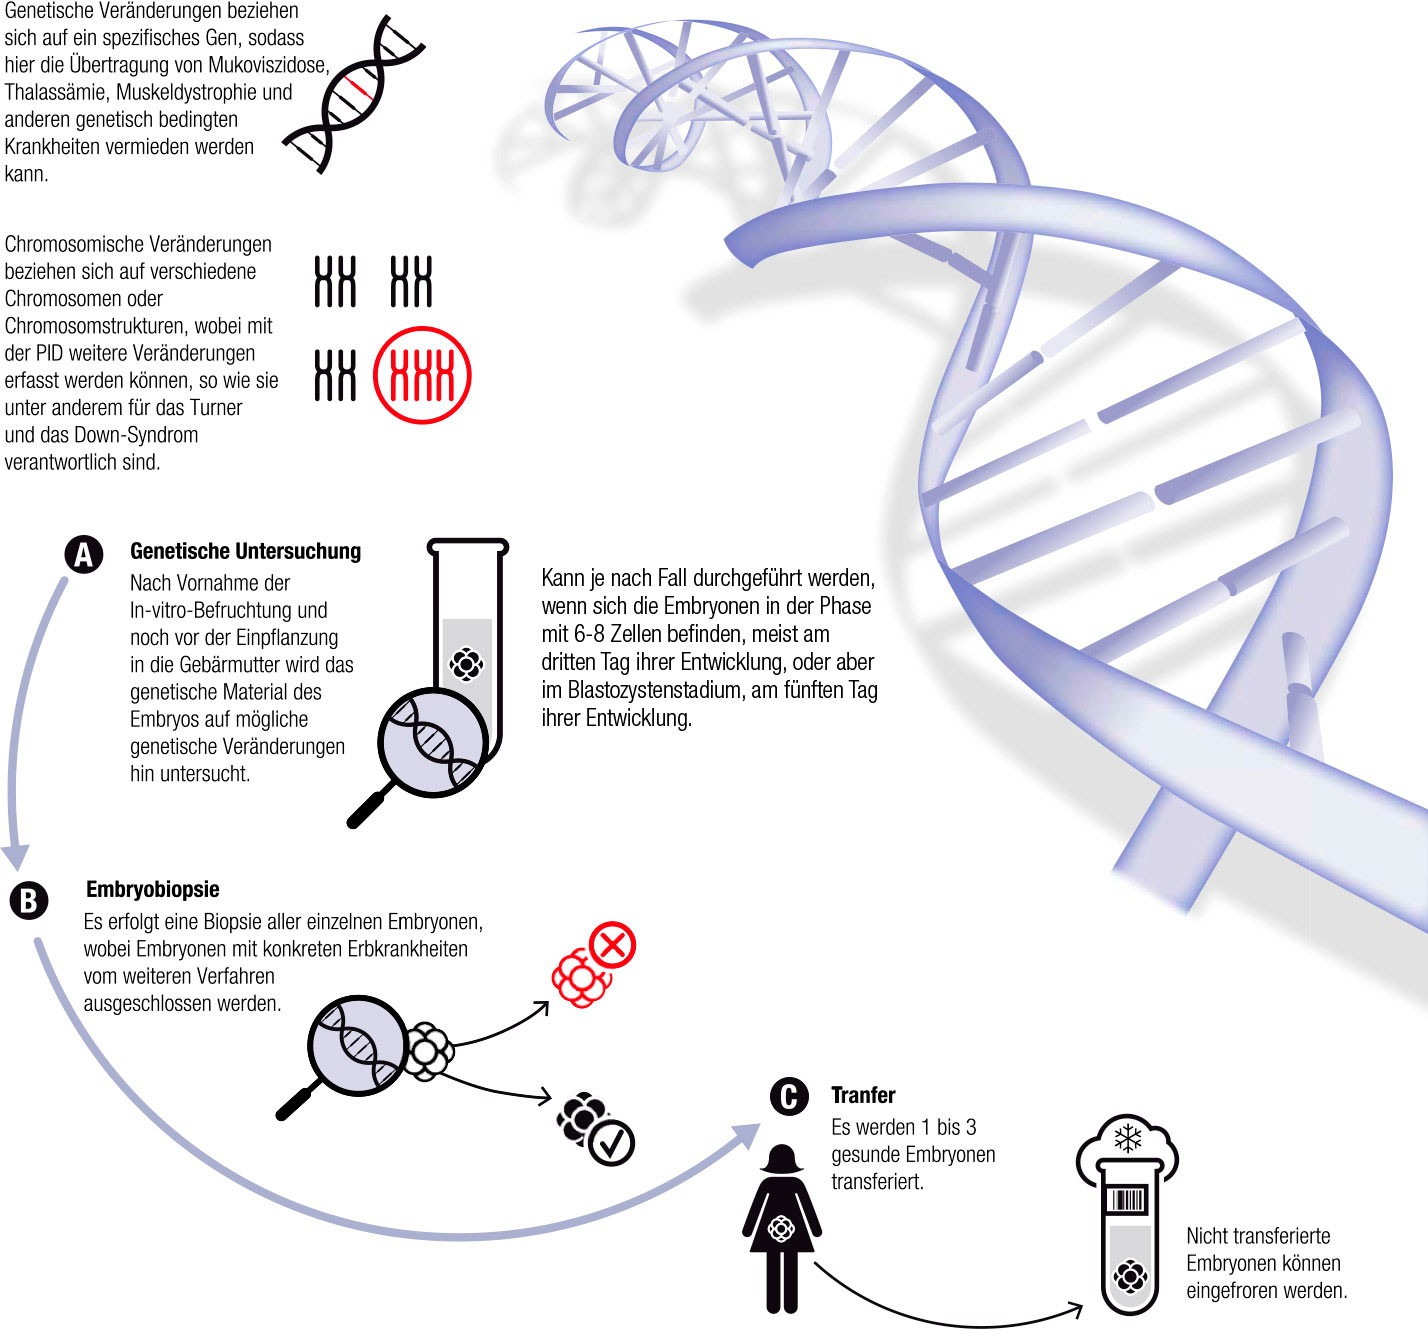 Genetische Veränderungen beziehen
sich auf ein spezifisches Gen, sodass
hier die Übertragung von Mukoviszidose,
Thalassämie, Muskeldystrophie und
anderen genetisch bedingten
Krankheiten vermieden werden
kann.
Chromosomische Veränderungen
beziehen sich auf verschiedene
Chromosomen oder
Chromosomstrukturen, wobei mit
der PID weitere Veränderungen
erfasst werden können, so wie sie
unter anderem für das Turner
und das Down-Syndrom
verantwortlich sind.
A
Genetische Untersuchung
Nach Vornahme der
In-vitro-Befruchtung und
noch vor der Einpflanzung
in die Gebärmutter wird das
genetische Material des
Embryos auf mögliche
genetische Veränderungen
hin untersucht.
Kann je nach Fall durchgeführt werden,
wenn sich die Embryonen in der Phase
mit 6-8 Zellen befinden, meist am
dritten Tag ihrer Entwicklung, oder aber
im Blastozystenstadium, am fünften Tag
ihrer Entwicklung.
B
Embryobiopsie
Es erfolgt eine Biopsie aller einzelnen Embryonen,
wobei Embryonen mit konkreten Erbkrankheiten
vom weiteren Verfahren
ausgeschlossen werden.
C
Tranfer
Es werden 1 bis 3
gesunde Embryonen
transferiert.
Nicht transferierte
Embryonen können
eingefroren werden.